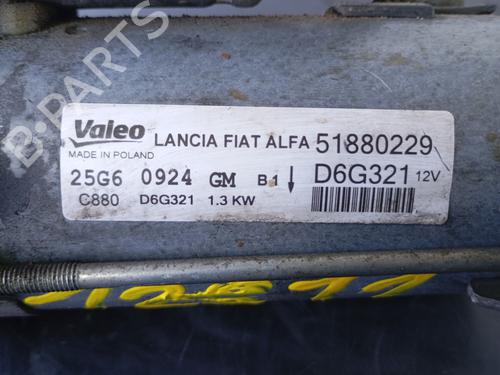 B-PARTS
Valeo LANCIA FIAT ALFA 51880229
MADE IN POLAND
25G6 0924 GM B.1 ↓ D6G321 12V
C880 D6G321 1.3 KW